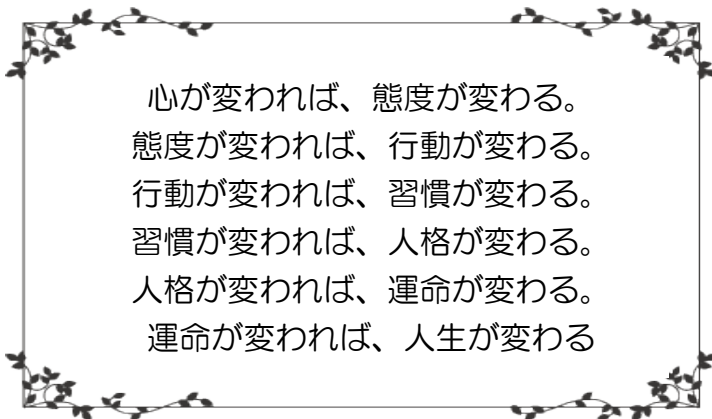 心が変われば、態度が変わる。
態度が変われば、行動が変わる。
行動が変われば、習慣が変わる。
習慣が変われば、人格が変わる。
人格が変われば、運命が変わる。
運命が変われば、人生が変わる